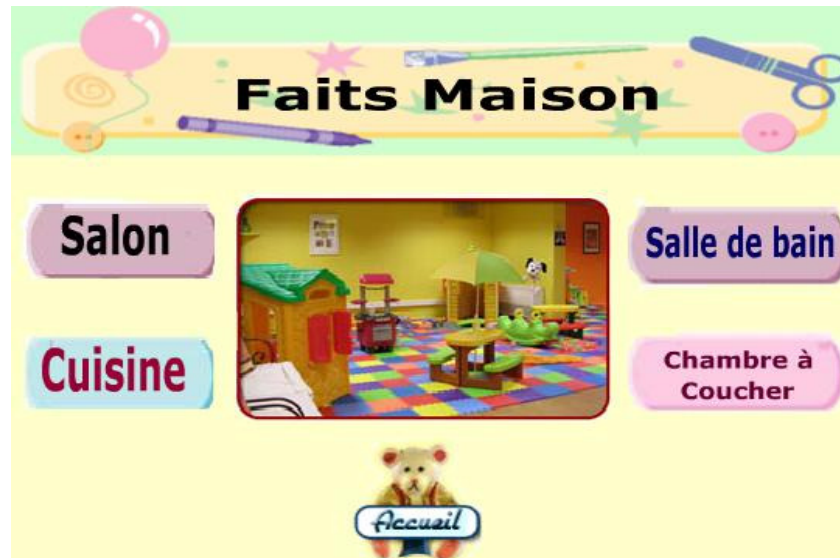 Faits Maison
Salon
Salle de bain
Cuisine
Chambre à
Coucher
Accueil